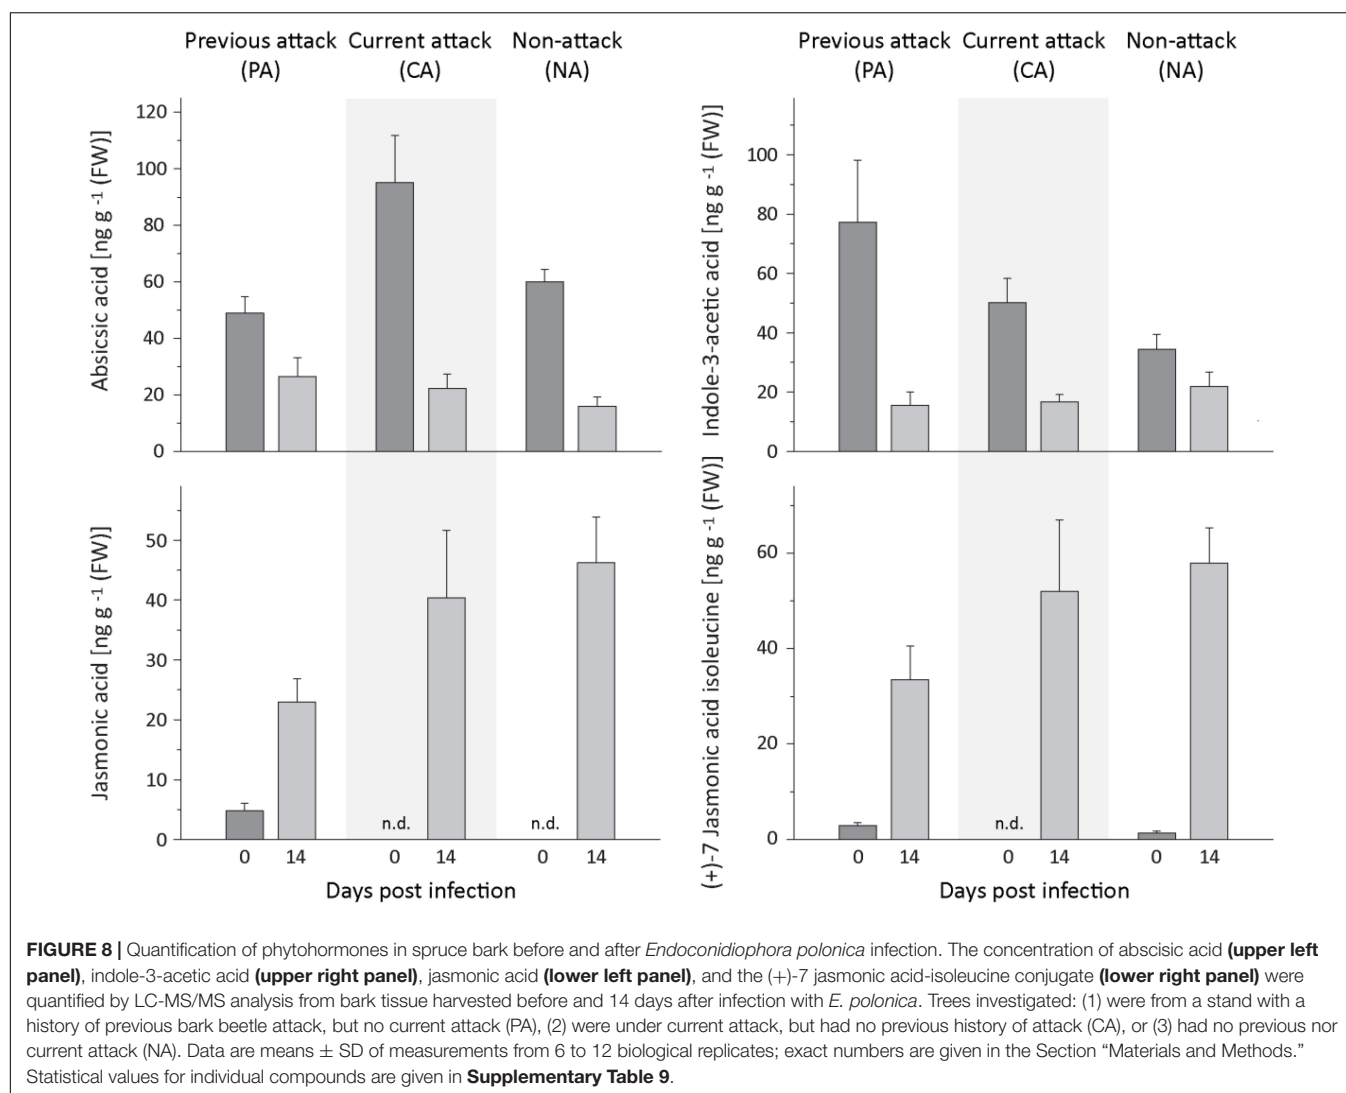 Previous attack Current attack Non-attack
(PA) (CA) (NA)
Absicsic acid [ng g -1 (FW)]
120
100
80
60
40
20
0
Previous attack Current attack Non-attack
(PA) (CA) (NA)
Indole-3-acetic acid [ng g -1 (FW)]
100
80
60
40
20
0
Jasmonic acid [ng g -1 (FW)]
50
40
30
20
10
0
n.d. n.d.
0 14 0 14 0 14
Days post infection
(+)-7 Jasmonic acid isoleucine [ng g -1 (FW)]
60
40
20
0
n.d.
0 14 0 14 0 14
Days post infection
FIGURE 8 | Quantification of phytohormones in spruce bark before and after Endoconidiophora polonica infection. The concentration of abscisic acid (upper left
panel), indole-3-acetic acid (upper right panel), jasmonic acid (lower left panel), and the (+)-7 jasmonic acid-isoleucine conjugate (lower right panel) were
quantified by LC-MS/MS analysis from bark tissue harvested before and 14 days after infection with E. polonica. Trees investigated: (1) were from a stand with a
history of previous bark beetle attack, but no current attack (PA), (2) were under current attack, but had no previous history of attack (CA), or (3) had no previous nor
current attack (NA). Data are means ± SD of measurements from 6 to 12 biological replicates; exact numbers are given in the Section “Materials and Methods.”
Statistical values for individual compounds are given in Supplementary Table 9.